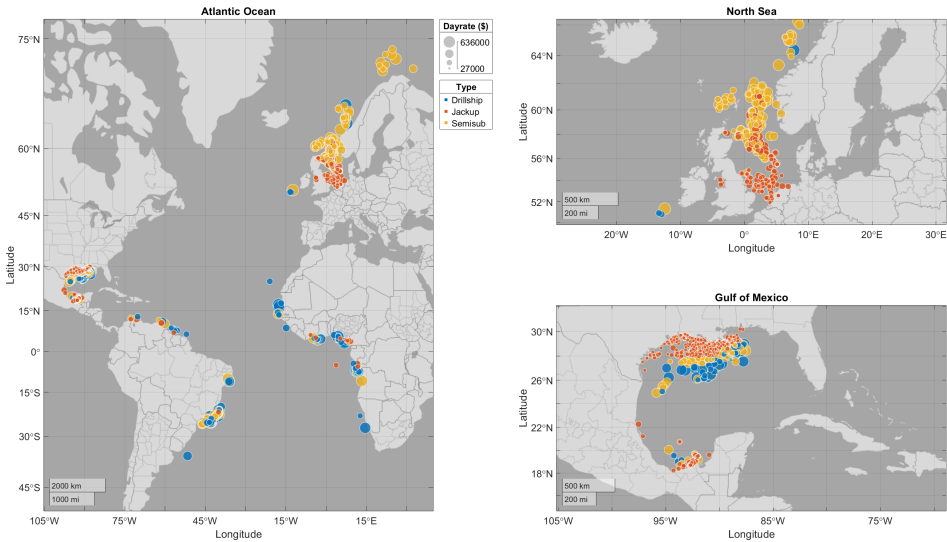 Atlantic Ocean
75°N
60°N
45°N
30°N
15°N
0°
15°S
30°S
45°S
Latitude
2000 km
1000 mi
105°W
75°W
45°W
15°W
15°E
Longitude
Dayrate ($)
636000
27000
Type
Drillship
Jackup
Semisub
North Sea
64°N
60°N
56°N
52°N
Latitude
500 km
200 mi
20°W
10°W
0°
10°E
20°E
30°E
Longitude
Gulf of Mexico
30°N
26°N
22°N
18°N
Latitude
500 km
200 mi
105°W
95°W
85°W
75°W
Longitude